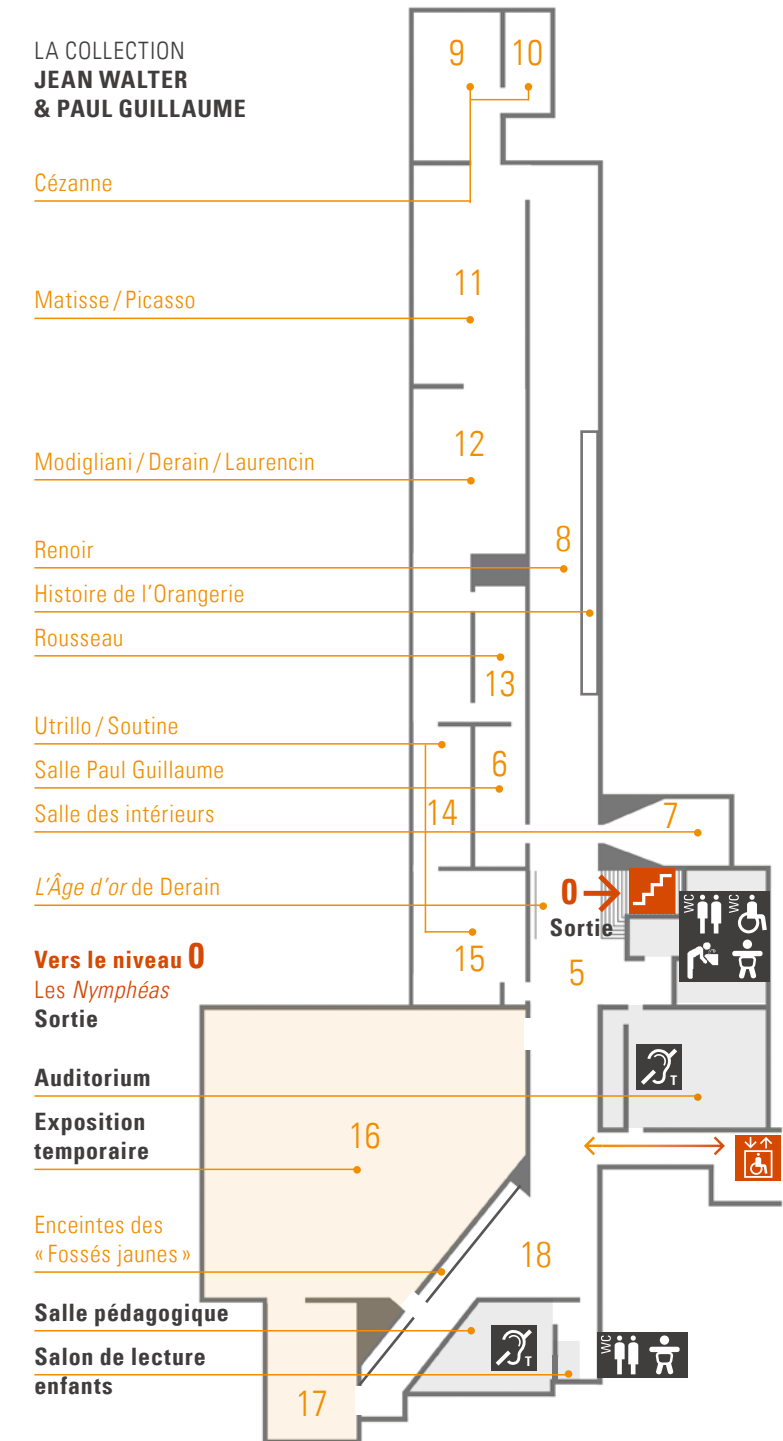 LA COLLECTION
JEAN WALTER
& PAUL GUILLAUME
9
10
Cézanne
11
Matisse / Picasso
12
Modigliani / Derain / Laurencin
8
Renoir
Histoire de l'Orangerie
Rousseau
13
Utrillo / Soutine
6
Salle Paul Guillaume
14
7
Salle des intérieurs
L'Âge d'or de Derain
0
Sortie
WC
WC
15
5
Vers le niveau 0
Les Nymphéas
Sortie
Auditorium
T
Exposition
temporaire
16
Enceintes des
« Fossés jaunes »
18
Salle pédagogique
T
WC
Salon de lecture
enfants
17